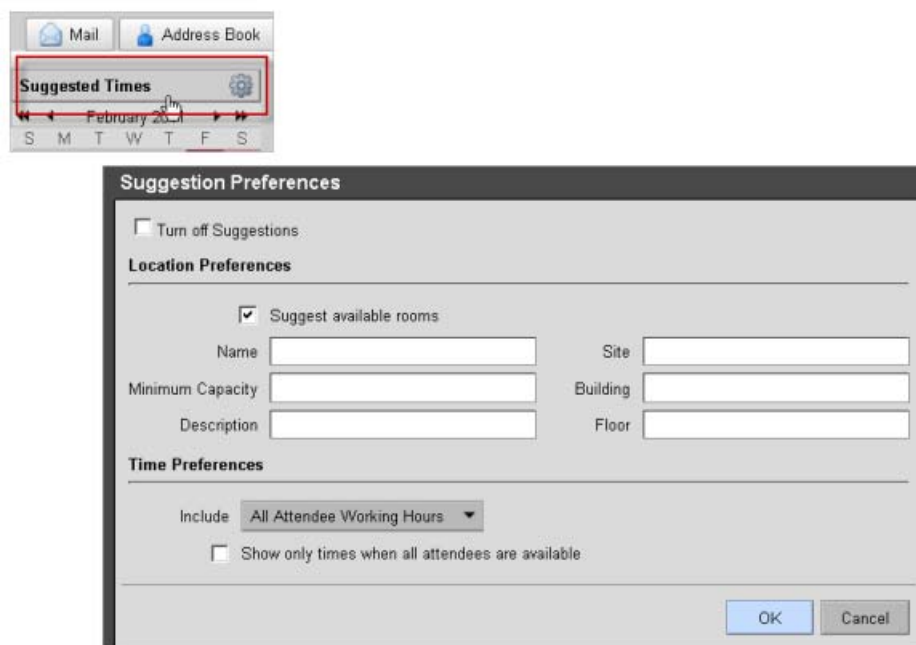 Mail Address Book
Suggested Times
February 2011
S M T W T F S
Suggestion Preferences
Turn off Suggestions
Location Preferences
Suggest available rooms
Name Site
Minimum Capacity Building
Description Floor
Time Preferences
Include All Attendee Working Hours
Show only times when all attendees are available
OK Cancel